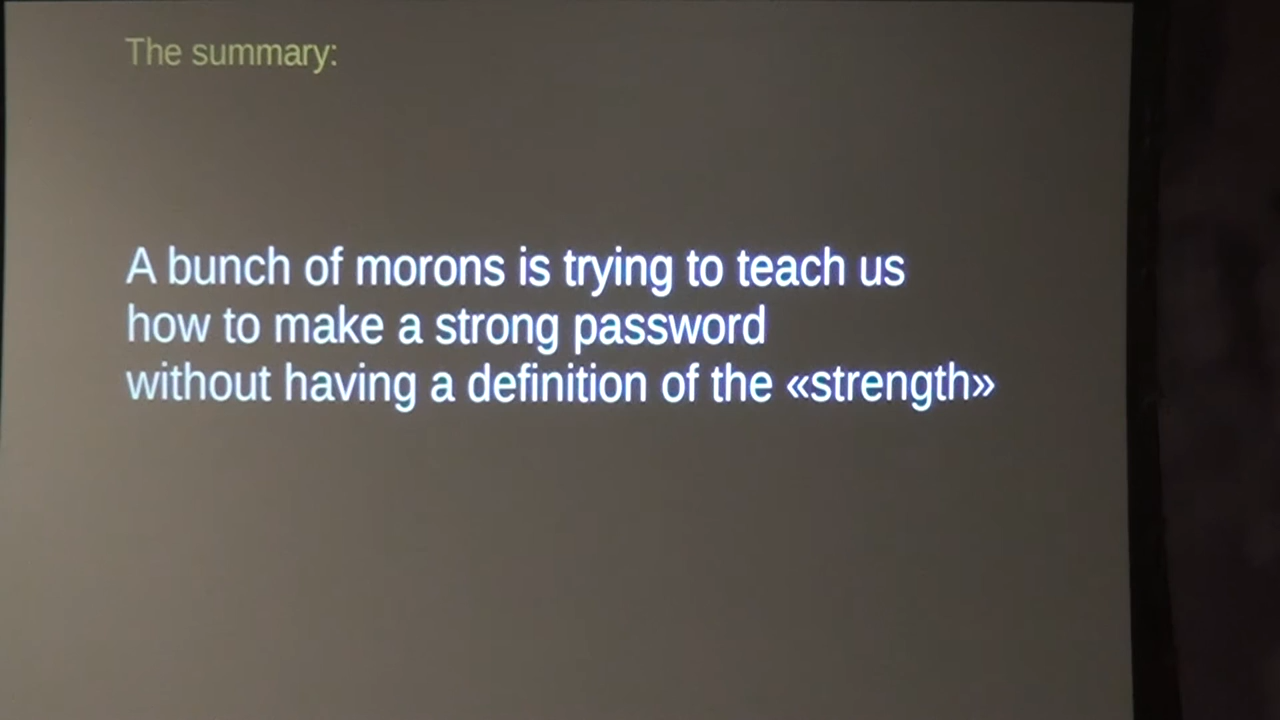 The summary:
A bunch of morons is trying to teach us
how to make a strong password
without having a definition of the «strength»